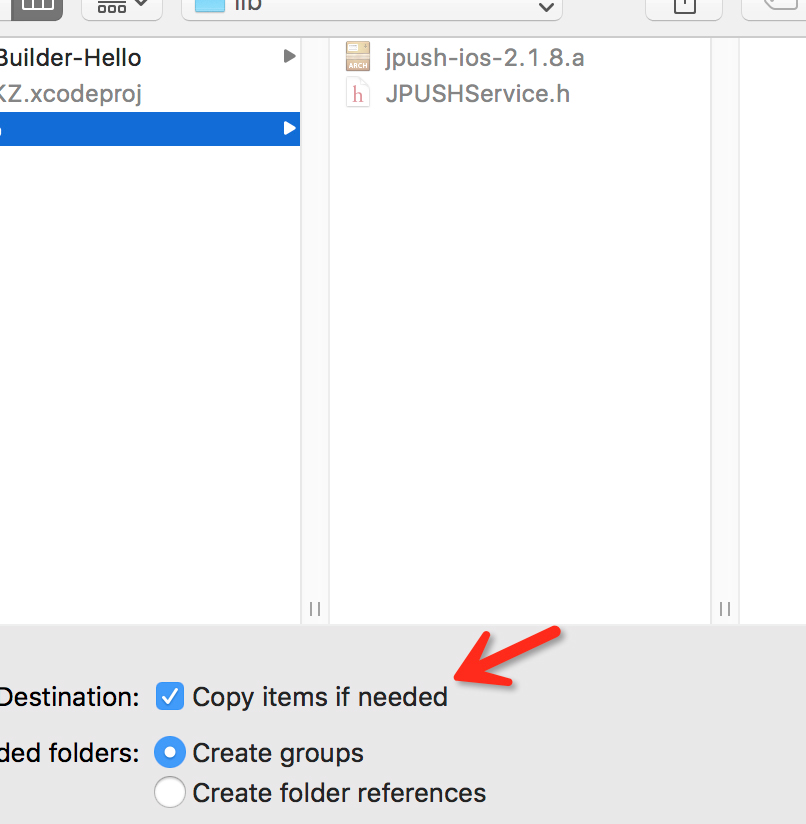 lib
Builder-Hello
KZ.xcodeproj
jpush-ios-2.1.8.a
JPUSHService.h
Destination:
Copy items if needed
ded folders:
Create groups
Create folder references